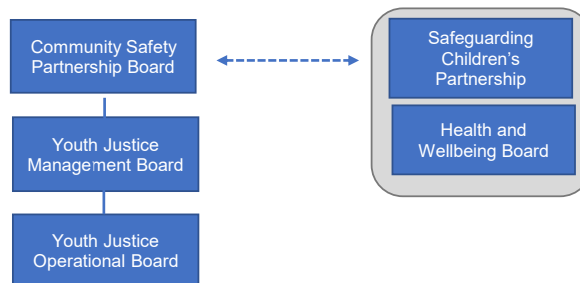 Community Safety
Partnership Board
Youth Justice
Management Board
Youth Justice
Operational Board
Safeguarding
Children’s
Partnership
Health and
Wellbeing Board